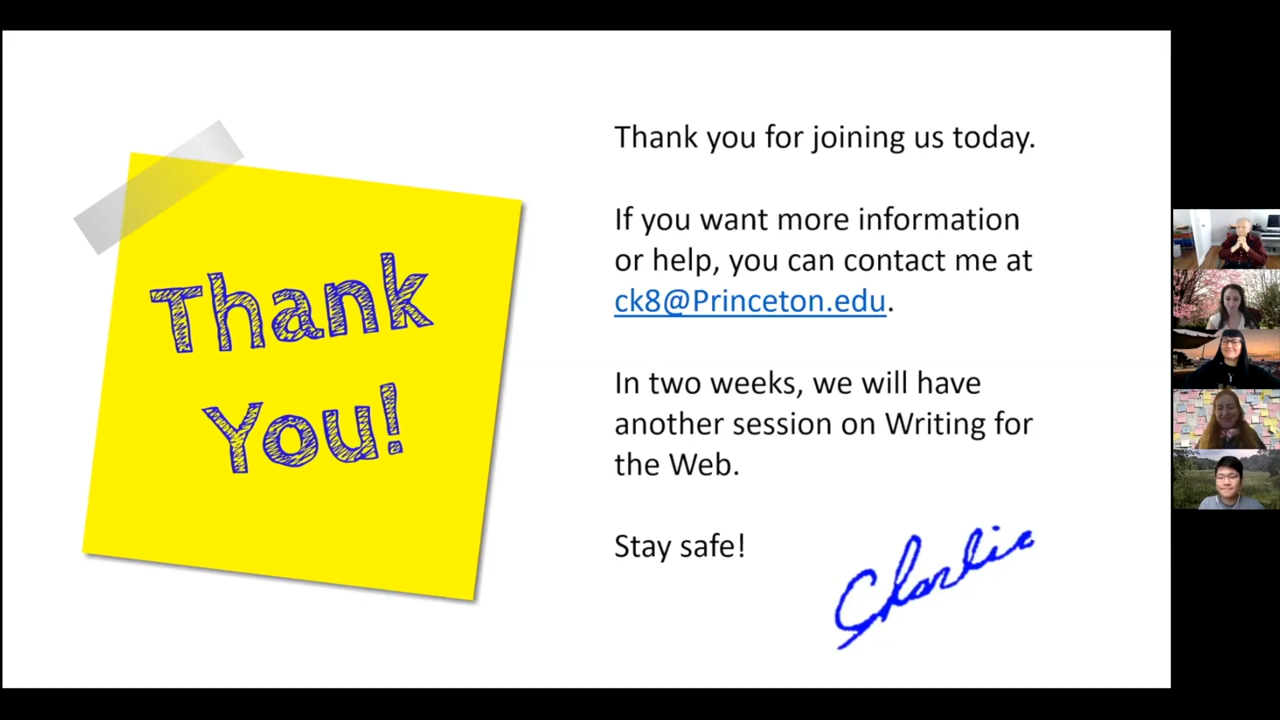 Thank
You!
Thank you for joining us today.
If you want more information
or help, you can contact me at
ck8@Princeton.edu.
In two weeks, we will have
another session on Writing for
the Web.
Stay safe!
Charlie